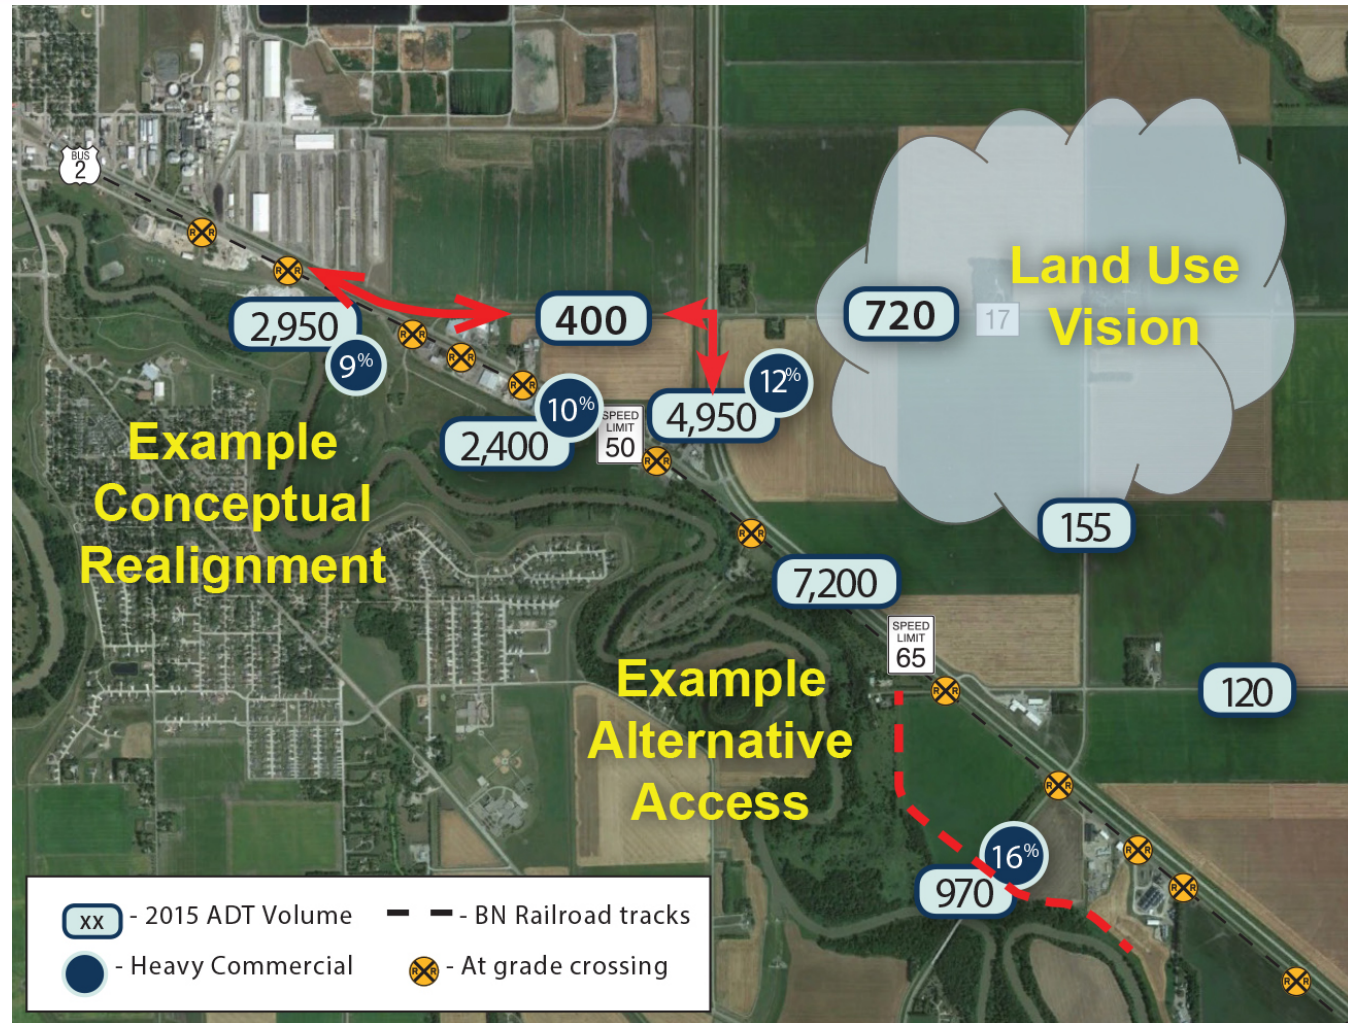 BUS
2
Land Use
Vision
17
2,950
9%
400
720
12%
4,950
10%
2,400
SPEED
LIMIT
50
Example
Conceptual
Realignment
155
7,200
SPEED
LIMIT
65
Example
Alternative
Access
120
16%
970
xx - 2015 ADT Volume
- BN Railroad tracks
- Heavy Commercial
R R - At grade crossing